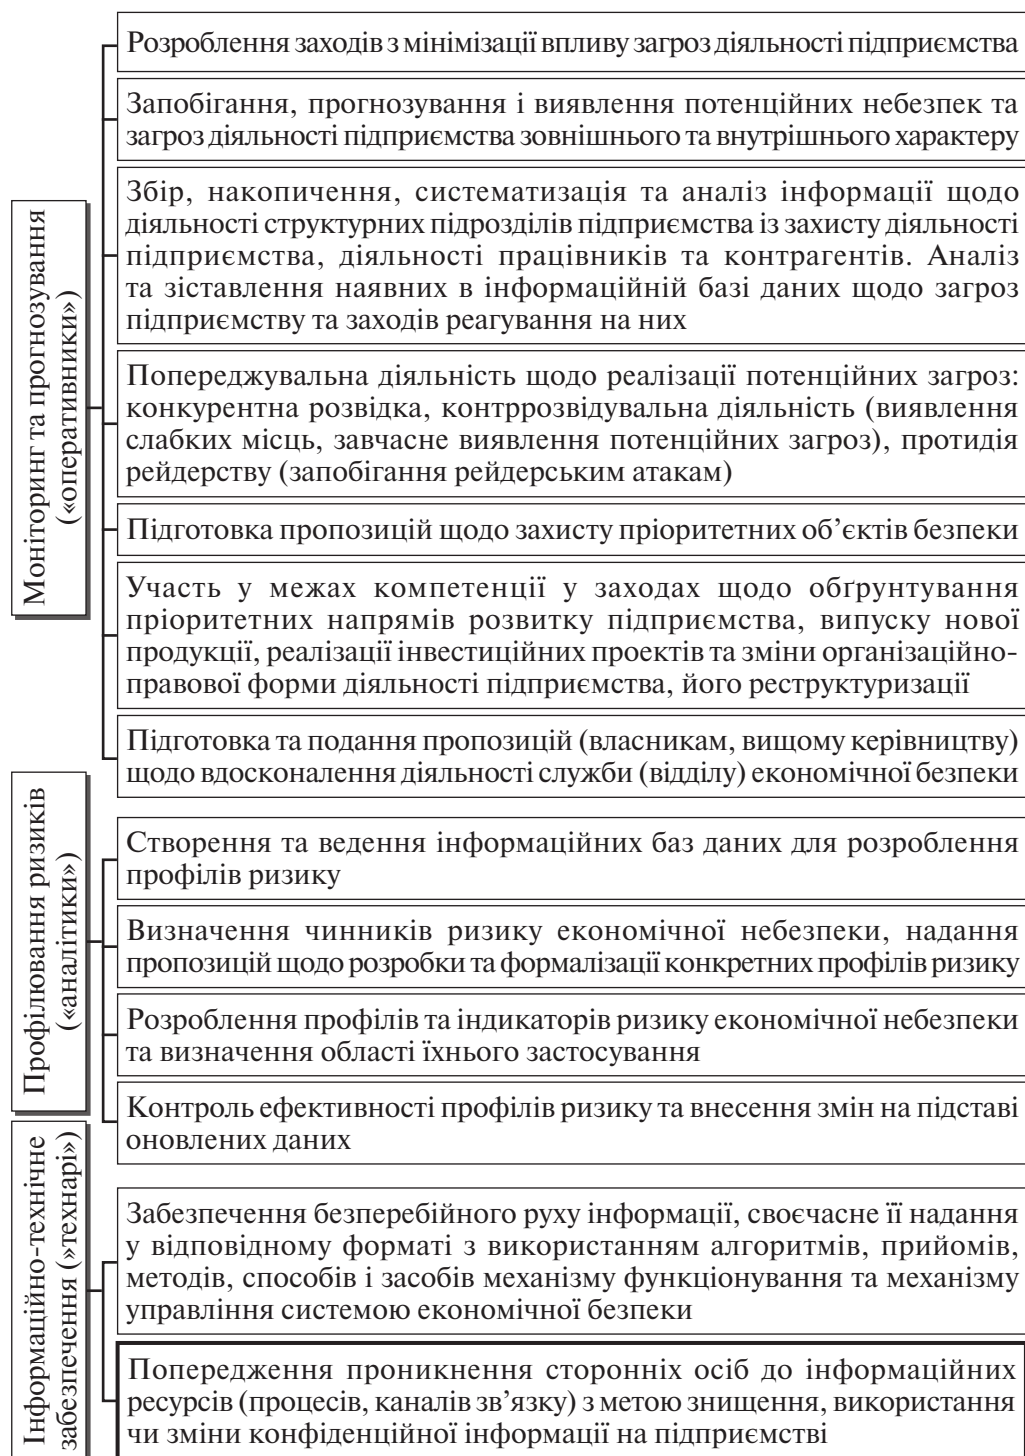 Моніторинг та прогнозування
(«оперативники»)
Розроблення заходів з мінімізації впливу загроз діяльності підприємства
Запобігання, прогнозування і виявлення потенційних небезпек та
загроз діяльності підприємства зовнішнього та внутрішнього характеру
Збір, накопичення, систематизація та аналіз інформації щодо
діяльності структурних підрозділів підприємства із захисту діяльності
підприємства, діяльності працівників та контрагентів. Аналіз
та зіставлення наявних в інформаційній базі даних щодо загроз
підприємству та заходів реагування на них
Попереджувальна діяльність щодо реалізації потенційних загроз:
конкурентна розвідка, контррозвідувальна діяльність (виявлення
слабких місць, завчасне виявлення потенційних загроз), протидія
рейдерству (запобігання рейдерським атакам)
Підготовка пропозицій щодо захисту пріоритетних об’єктів безпеки
Участь у межах компетенції у заходах щодо обґрунтування
пріоритетних напрямів розвитку підприємства, випуску нової
продукції, реалізації інвестиційних проектів та зміни організаційно-
правової форми діяльності підприємства, його реструктуризації
Підготовка та подання пропозицій (власникам, вищому керівництву)
щодо вдосконалення діяльності служби (відділу) економічної безпеки
Профілювання ризиків
(«аналітики»)
Створення та ведення інформаційних баз даних для розроблення
профілів ризику
Визначення чинників ризику економічної небезпеки, надання
пропозицій щодо розробки та формалізації конкретних профілів ризику
Розроблення профілів та індикаторів ризику економічної небезпеки
та визначення області їхнього застосування
Контроль ефективності профілів ризику та внесення змін на підставі
оновлених даних
Інформаційно-технічне
забезпечення («технарі»)
Забезпечення безперебійного руху інформації, своєчасне її надання
у відповідному форматі з використанням алгоритмів, прийомів,
методів, способів і засобів механізму функціонування та механізму
управління системою економічної безпеки
Попередження проникнення сторонніх осіб до інформаційних
ресурсів (процесів, каналів зв’язку) з метою знищення, використання
чи зміни конфіденційної інформації на підприємстві